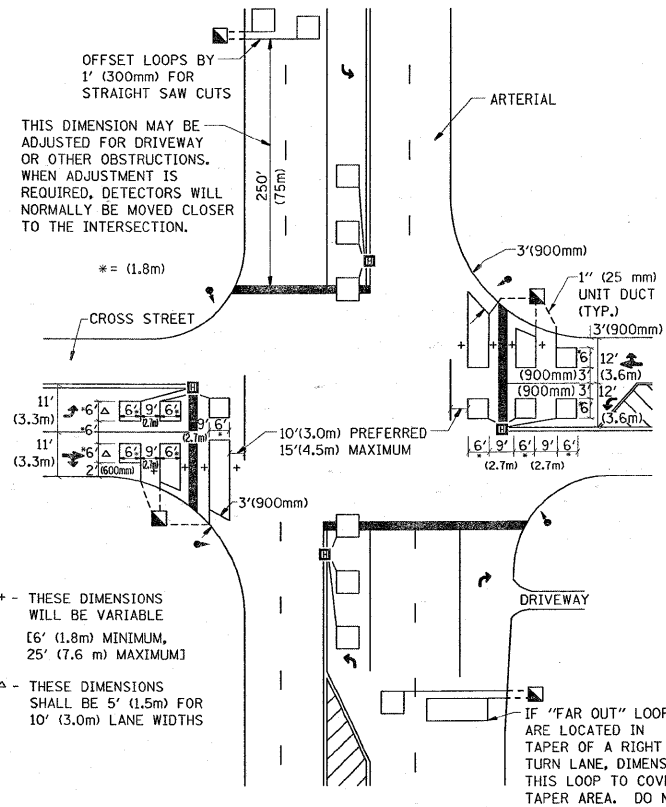 OFFSET LOOPS BY
1' (300mm) FOR
STRAIGHT SAW CUTS
ARTERIAL
THIS DIMENSION MAY BE
ADJUSTED FOR DRIVEWAY
OR OTHER OBSTRUCTIONS.
WHEN ADJUSTMENT IS
REQUIRED, DETECTORS WILL
NORMALLY BE MOVED CLOSER
TO THE INTERSECTION.
250'
(75m)
* = (1.8m)
3'(900mm)
1" (25 mm)
UNIT DUCT
(TYP.)
H
CROSS STREET
3'(900mm)
+
+
+
6'
*
12'
(3.6m)
(900mm) 3'
(900mm) 3'
12'
(3.6m)
6'
*
H
6' 9' 6' 9' 6'
* * *
(2.7m) (2.7m)
H
11'
(3.3m)
*6' △ 6'* 9' 6'*
(2.7m)
*6'
9' 6'
(2.7m) *
11'
(3.3m)
*6' △ 6'* 9' 6'*
(2.7m)
2' (600mm) + + +
10'(3.0m) PREFERRED
15'(4.5m) MAXIMUM
3'(900mm)
H
+ - THESE DIMENSIONS
WILL BE VARIABLE
[6' (1.8m) MINIMUM,
25' (7.6 m) MAXIMUM]
△ - THESE DIMENSIONS
SHALL BE 5' (1.5m) FOR
10' (3.0m) LANE WIDTHS
DRIVEWAY
IF "FAR OUT" LOOP
ARE LOCATED IN
TAPER OF A RIGHT
TURN LANE, DIMENS
THIS LOOP TO COVE
TAPER AREA. DO N